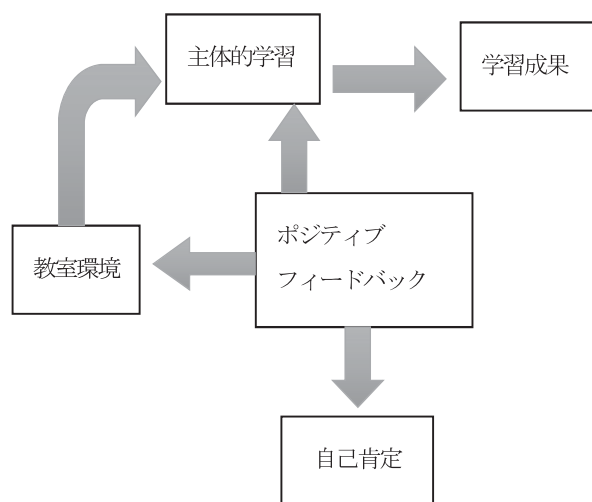 主体的学習
学習成果
ポジティブ
フィードバック
教室環境
自己肯定